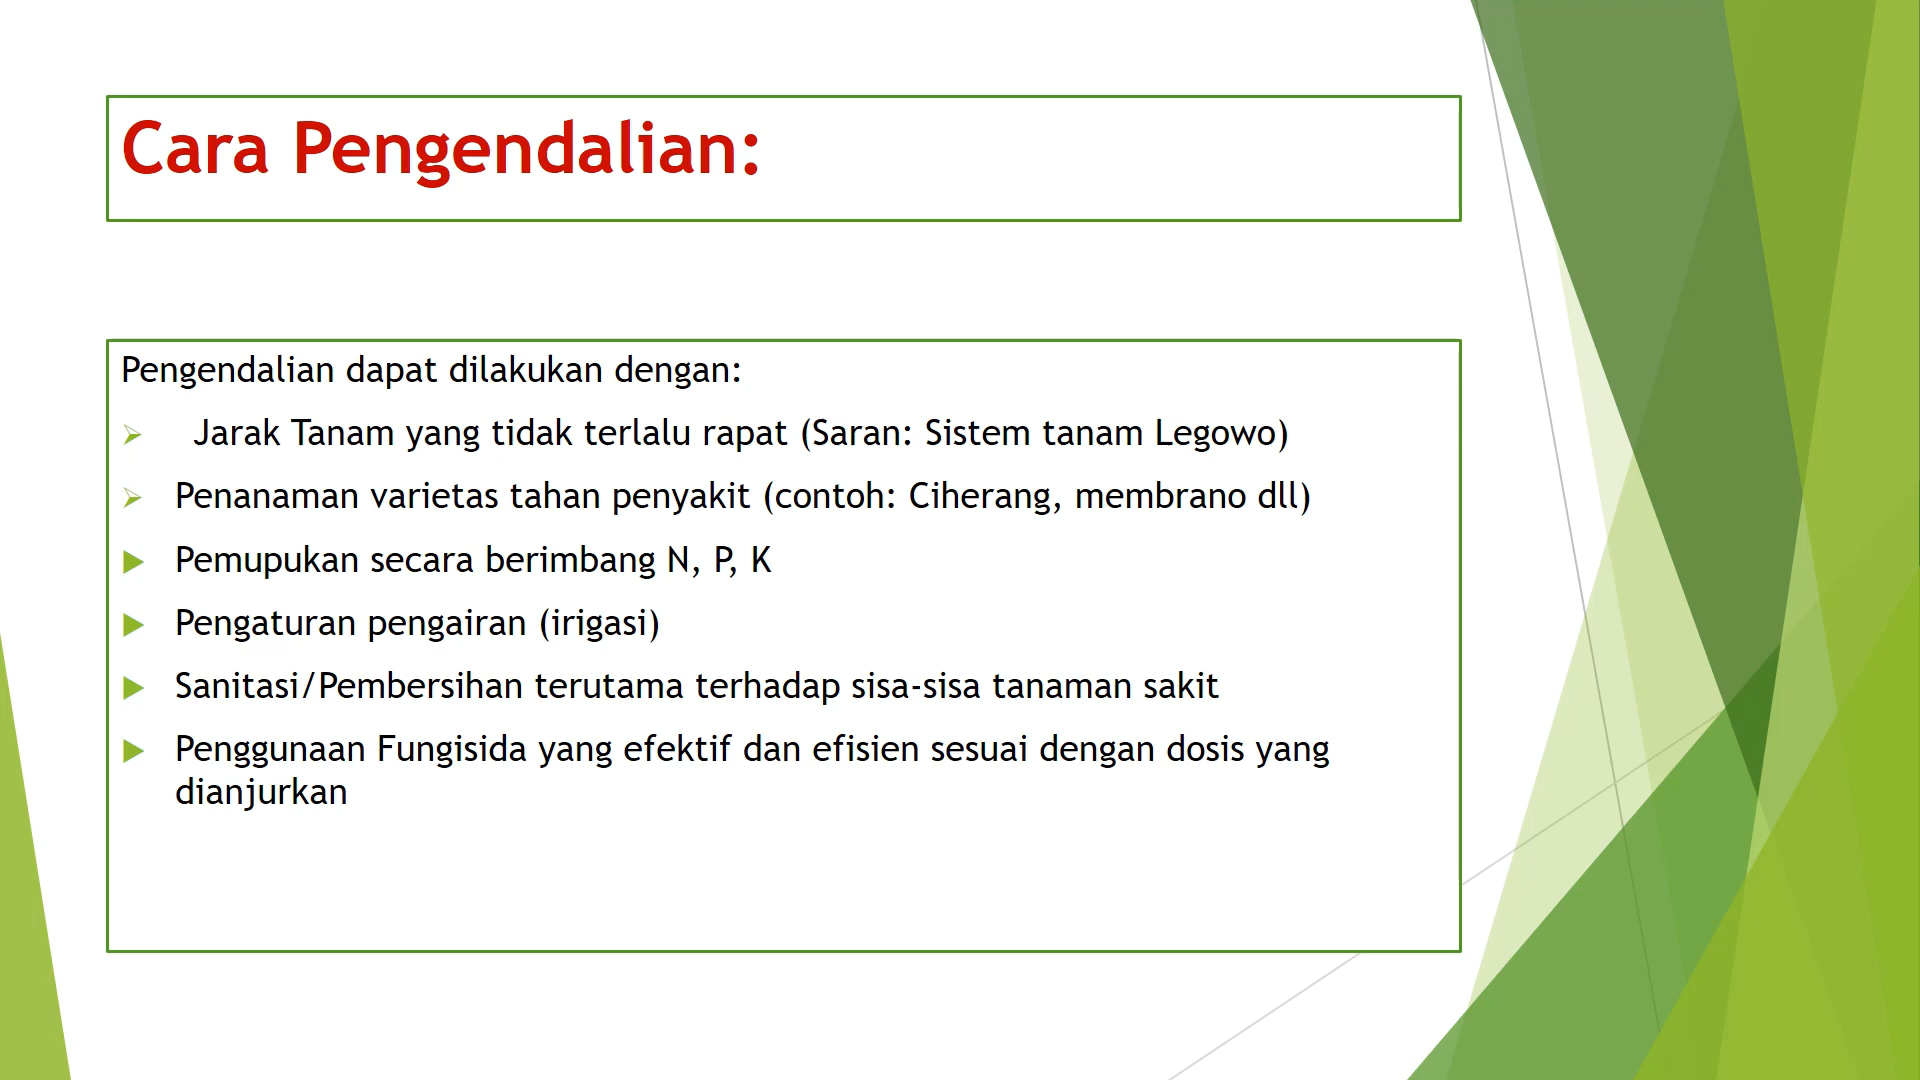 Cara Pengendalian:
Pengendalian dapat dilakukan dengan:
Jarak Tanam yang tidak terlalu rapat (Saran: Sistem tanam Legowo)
Penanaman varietas tahan penyakit (contoh: Ciherang, membrano dll)
Pemupukan secara berimbang N, P, K
Pengaturan pengairan (irigasi)
Sanitasi/Pembersihan terutama terhadap sisa-sisa tanaman sakit
Penggunaan Fungisida yang efektif dan efisien sesuai dengan dosis yang
dianjurkan